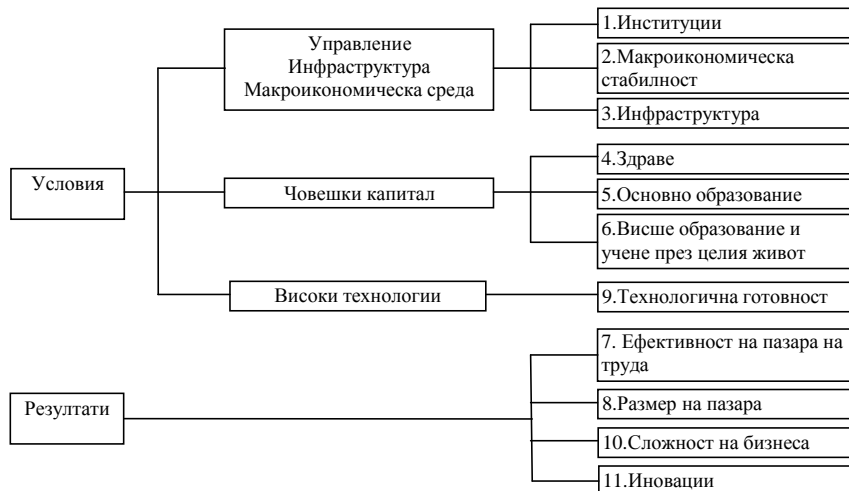 Условия
Управление
Инфраструктура
Макроикономическа среда
1.Институции
2.Макроикономическа
стабилност
3.Инфраструктура
Човешки капитал
4.Здраве
5.Основно образование
6.Висше образование и
учене през целия живот
Високи технологии
9.Технологична готовност
Резултати
7. Ефективност на пазара на
труда
8.Размер на пазара
10.Сложност на бизнеса
11.Иновации